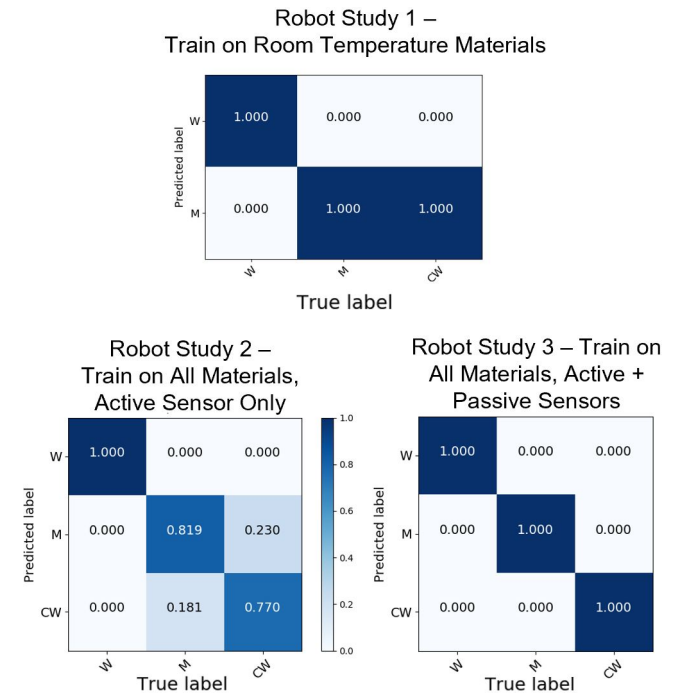 Robot Study 1 –
Train on Room Temperature Materials
Predicted label
W
1.000 0.000 0.000
M
0.000 1.000 1.000
W M CW
True label
Robot Study 2 –
Train on All Materials,
Active Sensor Only
Predicted label
W
1.000 0.000 0.000
M
0.000 0.819 0.230
CW
0.000 0.181 0.770
W M CW
True label
1.0
0.8
0.6
0.4
0.2
0.0
Robot Study 3 – Train on
All Materials, Active +
Passive Sensors
Predicted label
W
1.000 0.000 0.000
M
0.000 1.000 0.000
CW
0.000 0.000 1.000
W M CW
True label